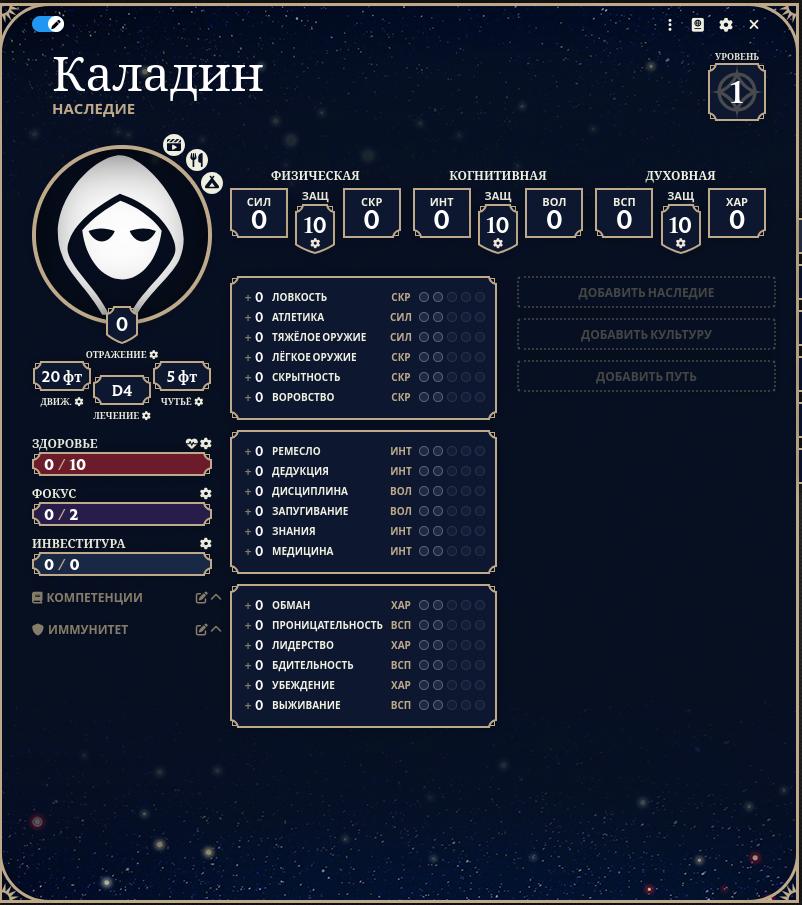 Каладин
НАСЛЕДИЕ
УРОВЕНЬ
1
ФИЗИЧЕСКАЯ
СИЛ
0
ЗАЩ
10
СКР
0
КОГНИТИВНАЯ
ИНТ
0
ЗАЩ
10
ВОЛ
0
ДУХОВНАЯ
ВСП
0
ЗАЩ
10
ХАР
0
0
ОТРАЖЕНИЕ
20 фт
ДВИЖ.
D4
ЛЕЧЕНИЕ
5 фт
ЧУТЬЁ
ЗДОРОВЬЕ
0 / 10
ФОКУС
0 / 2
ИНВЕСТИТУРА
0 / 0
КОМПЕТЕНЦИИ
ИММУНИТЕТ
+ 0 ЛОВКОСТЬ СКР
+ 0 АТЛЕТИКА СИЛ
+ 0 ТЯЖЁЛОЕ ОРУЖИЕ СИЛ
+ 0 ЛЁГКОЕ ОРУЖИЕ СКР
+ 0 СКРЫТНОСТЬ СКР
+ 0 ВОРОВСТВО СКР
+ 0 РЕМЕСЛО ИНТ
+ 0 ДЕДУКЦИЯ ИНТ
+ 0 ДИСЦИПЛИНА ВОЛ
+ 0 ЗАПУГИВАНИЕ ВОЛ
+ 0 ЗНАНИЯ ИНТ
+ 0 МЕДИЦИНА ИНТ
+ 0 ОБМАН ХАР
+ 0 ПРОНИЦАТЕЛЬНОСТЬ ВСП
+ 0 ЛИДЕРСТВО ХАР
+ 0 БДИТЕЛЬНОСТЬ ВСП
+ 0 УБЕЖДЕНИЕ ХАР
+ 0 ВЫЖИВАНИЕ ВСП
ДОБАВИТЬ НАСЛЕДИЕ
ДОБАВИТЬ КУЛЬТУРУ
ДОБАВИТЬ ПУТЬ